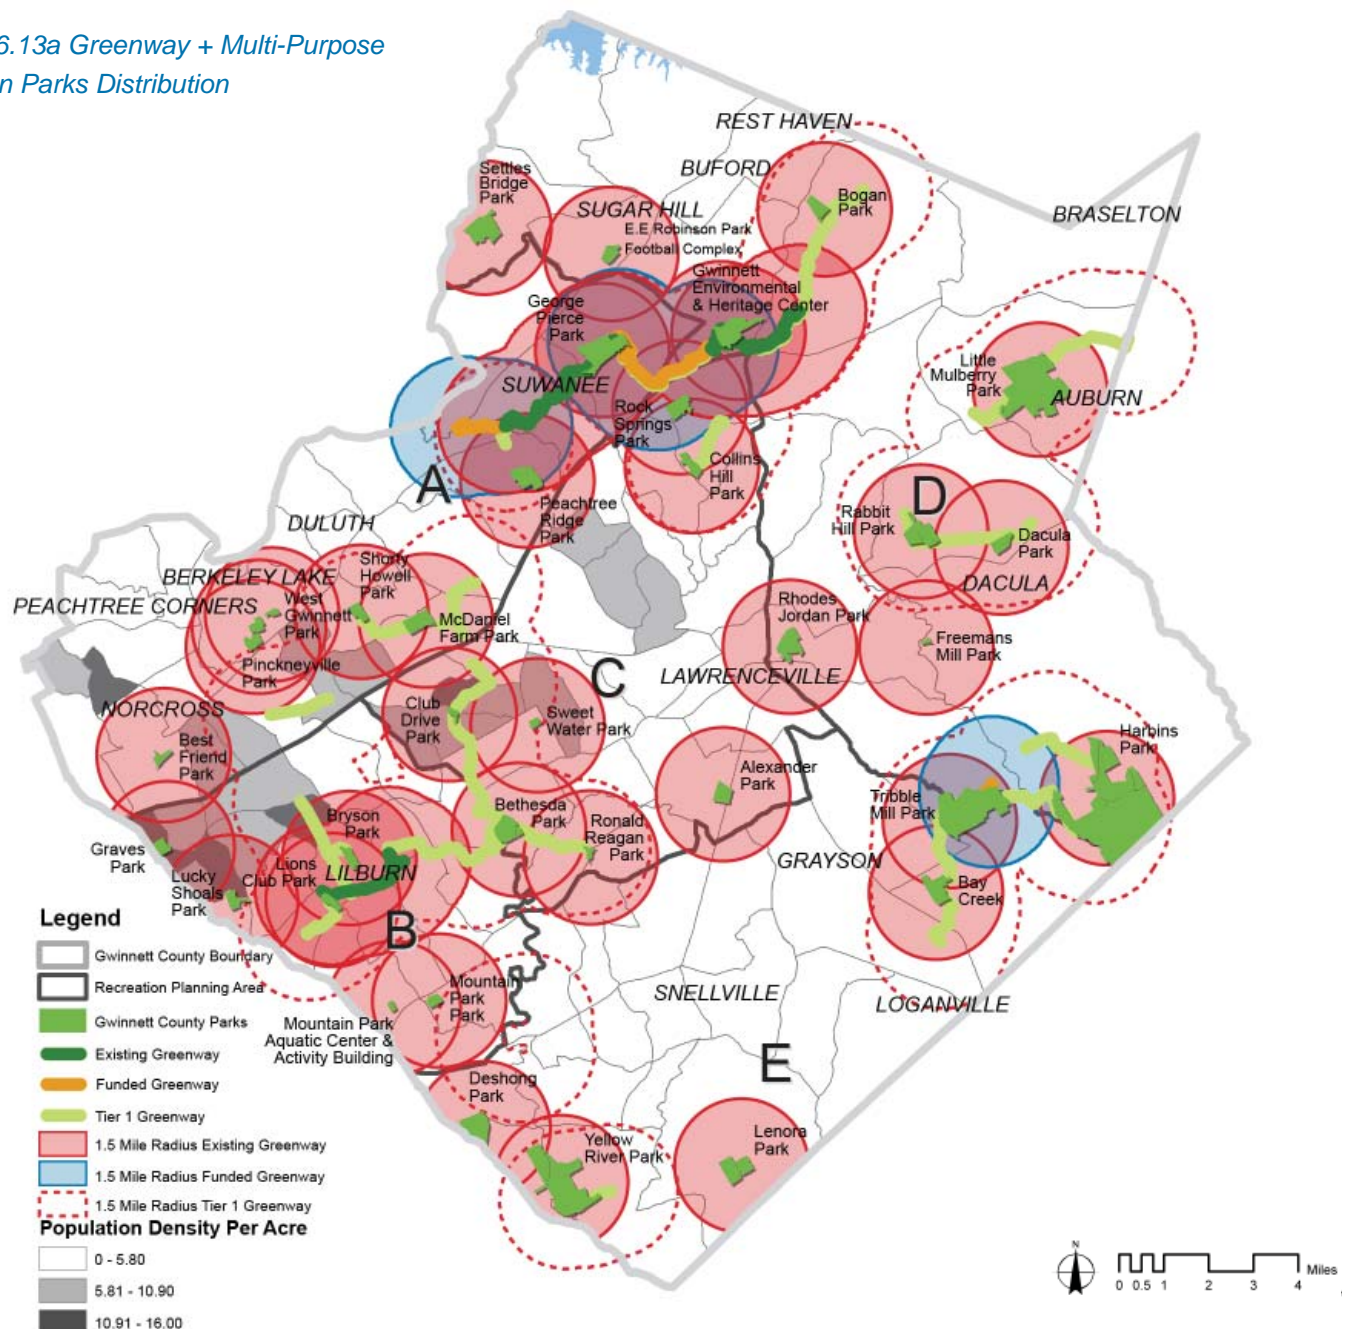 6.13a Greenway + Multi-Purpose
n Parks Distribution
REST HAVEN
BUFORD
BRASELTON
Settles
Bridge
Park
SUGAR HILL
E.E Robinson Park
Football Complex
Bogan
Park
Gwinnett
Environmental
& Heritage Center
George
Pierce
Park
SUWANEE
Rock
Springs
Park
Little
Mulberry
Park
AUBURN
Collins
Hill
Park
A
D
Peachtree
Ridge
Park
DULUTH
Rabbit
Hill Park
Dacula
Park
DACULA
BERKELEY LAKE
PEACHTREE CORNERS
Shorty
Howell
Park
West
Gwinnett
Park
McDaniel
Farm Park
Pinckneyville
Park
Rhodes
Jordan Park
Freemans
Mill Park
LAWRENCEVILLE
C
NORCROSS
Club
Drive
Park
Sweet
Water Park
Best
Friend
Park
Harbins
Park
Alexander
Park
Tribble
Mill Park
Bryson
Park
Bethesda
Park
Ronald
Reagan
Park
Graves
Park
Lucky
Shoals
Park
Lions
Club Park
LILBURN
GRAYSON
Bay
Creek
B
Mountain
Park
Park
SNELLVILLE
LOGANVILLE
Mountain Park
Aquatic Center &
Activity Building
E
Deshong
Park
Yellow
River Park
Lenora
Park
Legend
Gwinnett County Boundary
Recreation Planning Area
Gwinnett County Parks
Existing Greenway
Funded Greenway
Tier 1 Greenway
1.5 Mile Radius Existing Greenway
1.5 Mile Radius Funded Greenway
1.5 Mile Radius Tier 1 Greenway
Population Density Per Acre
0 - 5.80
5.81 - 10.90
10.91 - 16.00
N
Miles
0 0.5 1 2 3 4